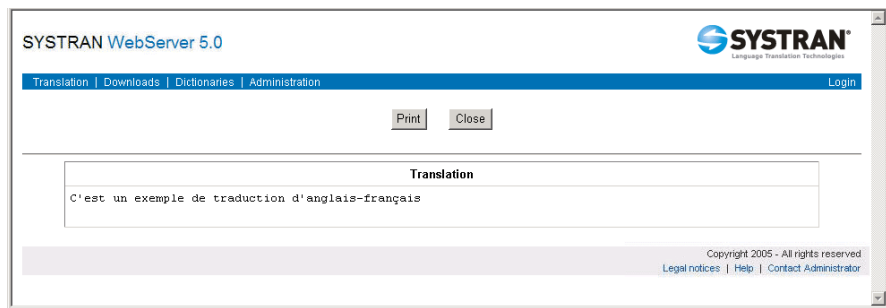 SYSTRAN WebServer 5.0
SYSTRAN®
Language Translation Technologies
Translation | Downloads | Dictionaries | Administration Login
Print Close
Translation
C'est un exemple de traduction d'anglais-français
Copyright 2005 - All rights reserved
Legal notices | Help | Contact Administrator